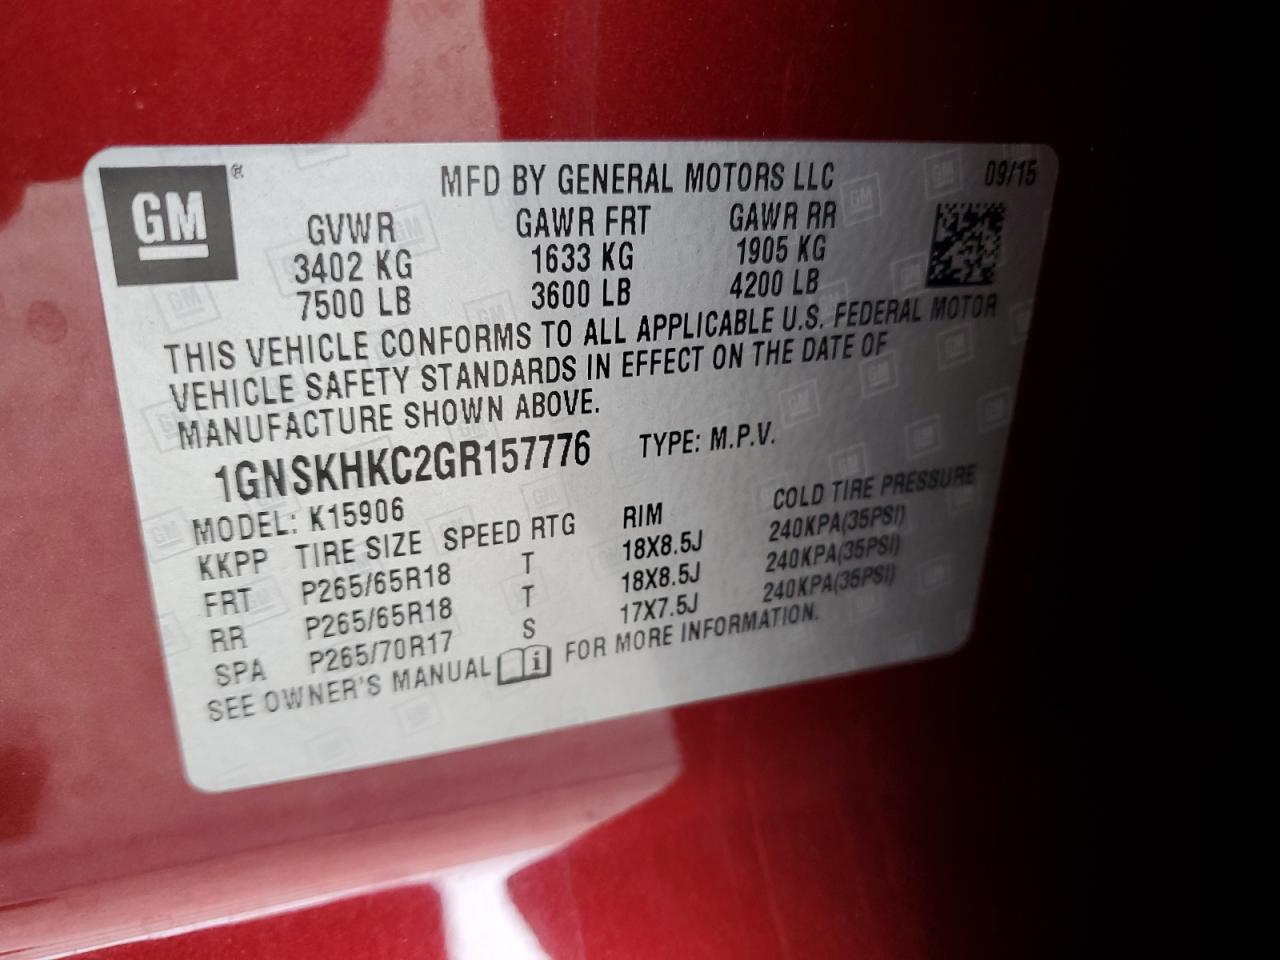 GM ®
MFD BY GENERAL MOTORS LLC 09/15
GVWR GAWR FRT GAWR RR
3402 KG 1633 KG 1905 KG
7500 LB 3600 LB 4200 LB
THIS VEHICLE CONFORMS TO ALL APPLICABLE U.S. FEDERAL MOTOR
VEHICLE SAFETY STANDARDS IN EFFECT ON THE DATE OF
MANUFACTURE SHOWN ABOVE.
1GNSKHKC2GR157776 TYPE: M.P.V.
MODEL: K15906
KKPP TIRE SIZE SPEED RTG RIM COLD TIRE PRESSURE
FRT P265/65R18 T 18X8.5J 240KPA(35PSI)
RR P265/65R18 T 18X8.5J 240KPA(35PSI)
SPA P265/70R17 S 17X7.5J 240KPA(35PSI)
SEE OWNER'S MANUAL i FOR MORE INFORMATION.